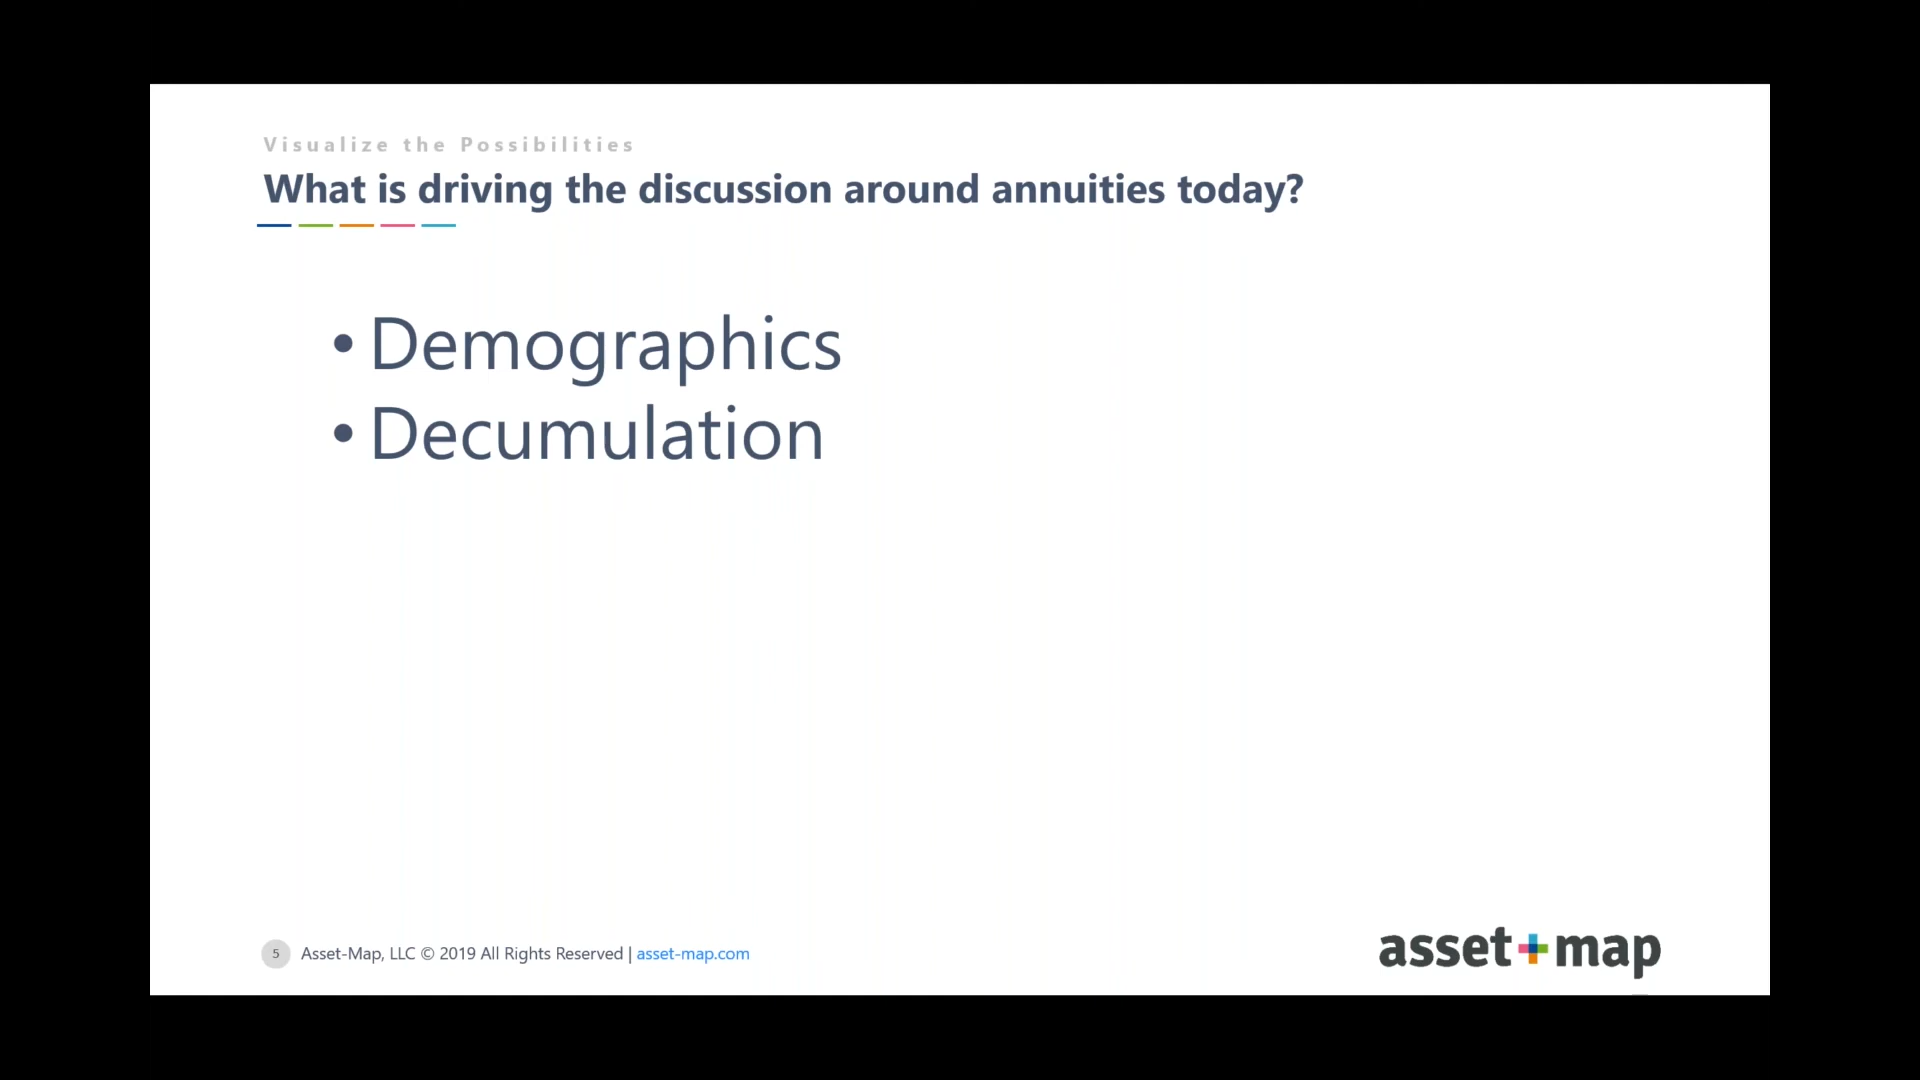 Visualize the Possibilities
What is driving the discussion around annuities today?
• Demographics
• Decumulation
5 Asset-Map, LLC © 2019 All Rights Reserved | asset-map.com
asset+map